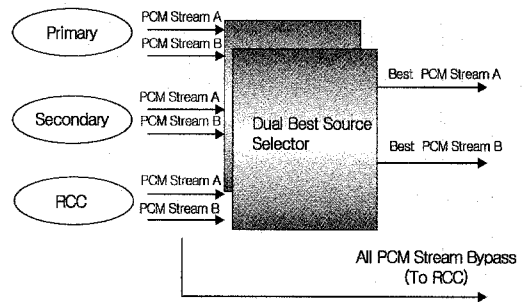 Primary
PCM Stream A
PCM Stream B
Secondary
PCM Stream A
PCM Stream B
RCC
PCM Stream A
PCM Stream B
Dual Best Source
Selector
Best PCM Stream A
Best PCM Stream B
All PCM Stream Bypass
(To RCC)